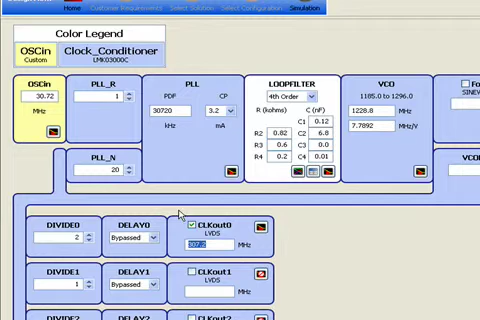 Home Customer Requirements Select Solution Select Configuration Simulation
Color Legend
OSCin
Custom
Clock_Conditioner
LMK03000C
OSCin
30.72
MHz
PLL_R
1
PLL
PDF CP
30720 3.2
kHz mA
LOOPFILTER
4th Order
R (kohms) C (nF)
C1 0.12
R2 0.82 C2 6.8
R3 0.6 C3 0.0
R4 0.2 C4 0.01
VCO
1185.0 to 1296.0
1228.8 MHz
7.7892 MHz/V
PLL_N
20
DIVIDE0
2
DELAY0
Bypassed
CLKout0
LVDS
307.2 MHz
DIVIDE1
1
DELAY1
Bypassed
CLKout1
LVDS
MHz
DIVIDE2
DELAY2
CLKout2